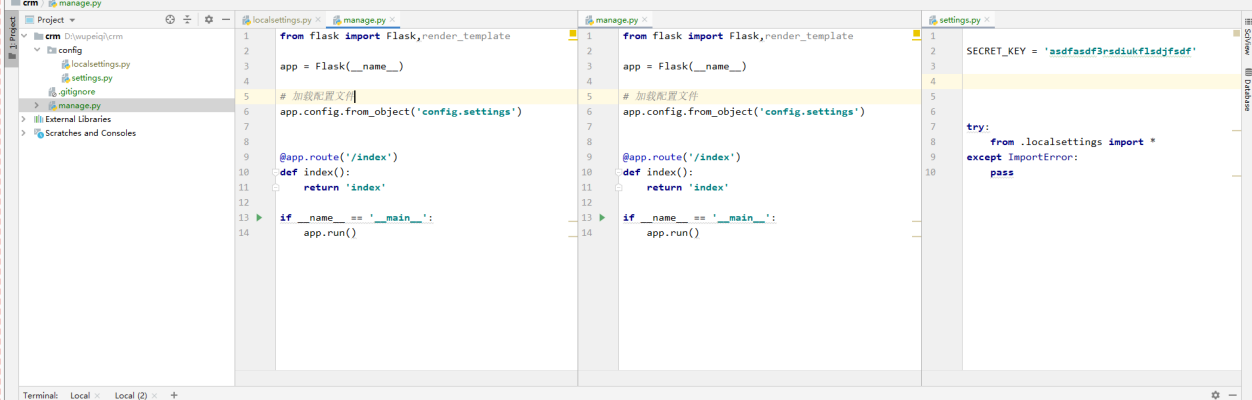 crm
manage.py
1: Project
Project
crm D:\wupeiqi\crm
config
localsettings.py
settings.py
.gitignore
manage.py
External Libraries
Scratches and Consoles
localsettings.py
manage.py
1 from flask import Flask,render_template
2
3 app = Flask(__name__)
4
5 # 加载配置文件
6 app.config.from_object('config.settings')
7
8
9 @app.route('/index')
10 def index():
11 return 'index'
12
13 if __name__ == '__main__':
14 app.run()
manage.py
1 from flask import Flask,render_template
2
3 app = Flask(__name__)
4
5 # 加载配置文件
6 app.config.from_object('config.settings')
7
8
9 @app.route('/index')
10 def index():
11 return 'index'
12
13 if __name__ == '__main__':
14 app.run()
settings.py
1
2 SECRET_KEY = 'asdfasdf3rsdiukflsdjfsdf'
3
4
5
6
7 try:
8 from .localsettings import *
9 except ImportError:
10 pass
SciView
Database
Terminal: Local Local (2)